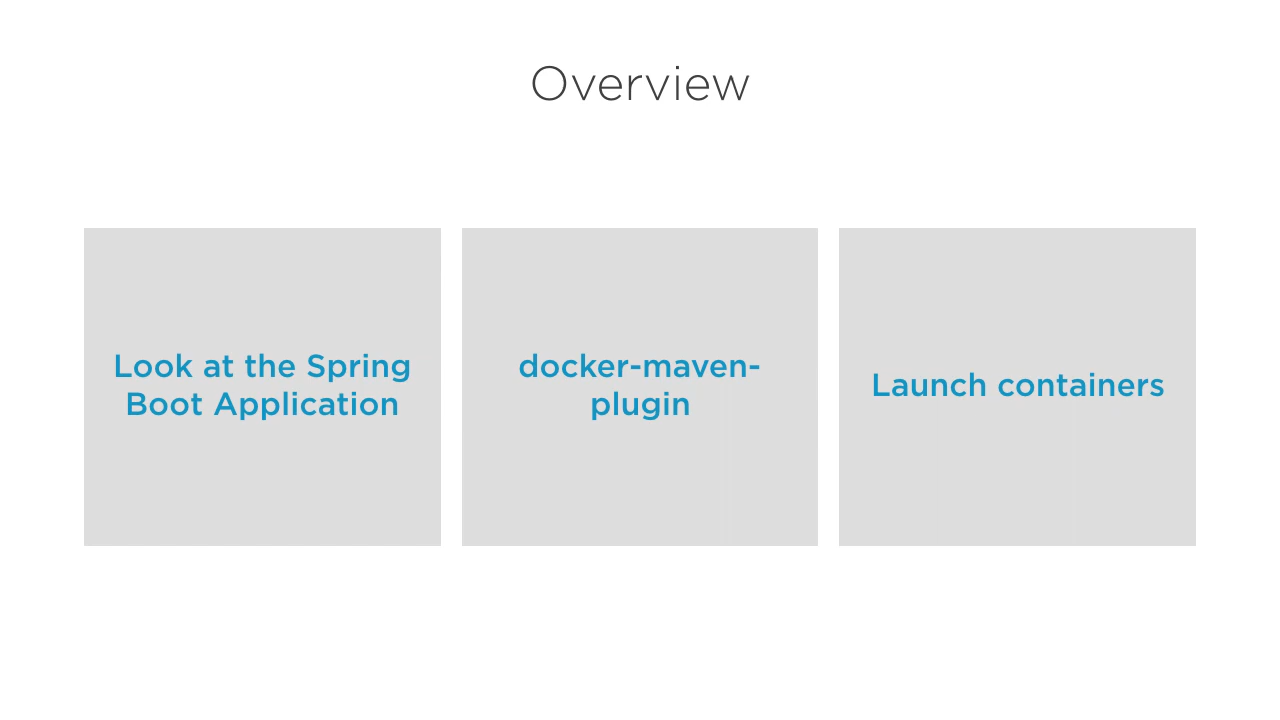 Overview
Look at the Spring
Boot Application
docker-maven-
plugin
Launch containers